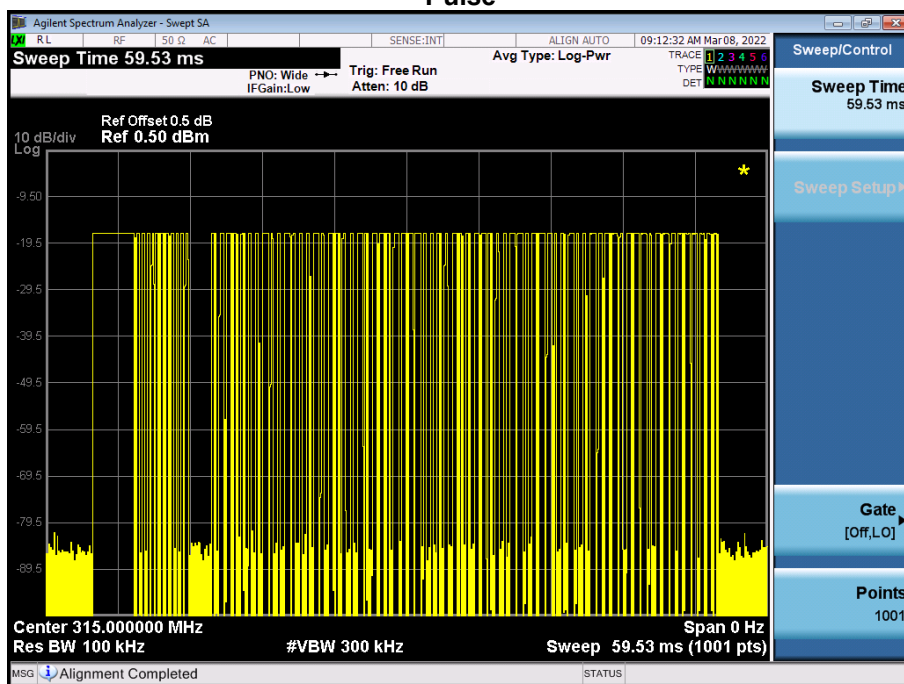 Pulse
Agilent Spectrum Analyzer - Swept SA
LXI RL RF 50 Ω AC SENSE:INT ALIGN AUTO 09:12:32 AM Mar 08, 2022
Sweep Time 59.53 ms
PNO: Wide
IFGain:Low
Trig: Free Run
Atten: 10 dB
Avg Type: Log-Pwr
TRACE 1 2 3 4 5 6
TYPE WWWWWW
DET N N N N N N
Ref Offset 0.5 dB
10 dB/div Ref 0.50 dBm
Log
-9.50
-19.5
-29.5
-39.5
-49.5
-59.5
-69.5
-79.5
-89.5
*
Center 315.000000 MHz Span 0 Hz
Res BW 100 kHz #VBW 300 kHz Sweep 59.53 ms (1001 pts)
MSG Alignment Completed STATUS
Sweep/Control
Sweep Time
59.53 ms
Sweep Setup
Gate
[Off,LO]
Points
1001